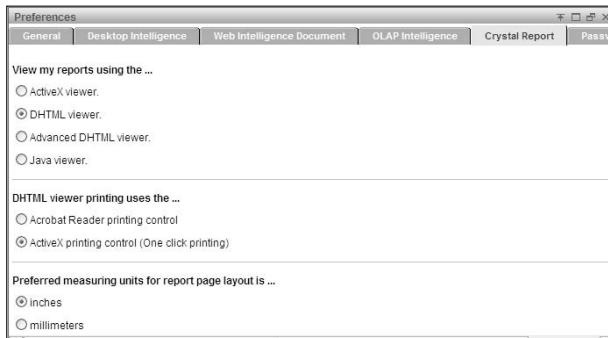 Preferences
General Desktop Intelligence Web Intelligence Document OLAP Intelligence Crystal Report
View my reports using the ...
ActiveX viewer.
DHTML viewer.
Advanced DHTML viewer.
Java viewer.
DHTML viewer printing uses the ...
Acrobat Reader printing control
ActiveX printing control (One click printing)
Preferred measuring units for report page layout is ...
inches
millimeters